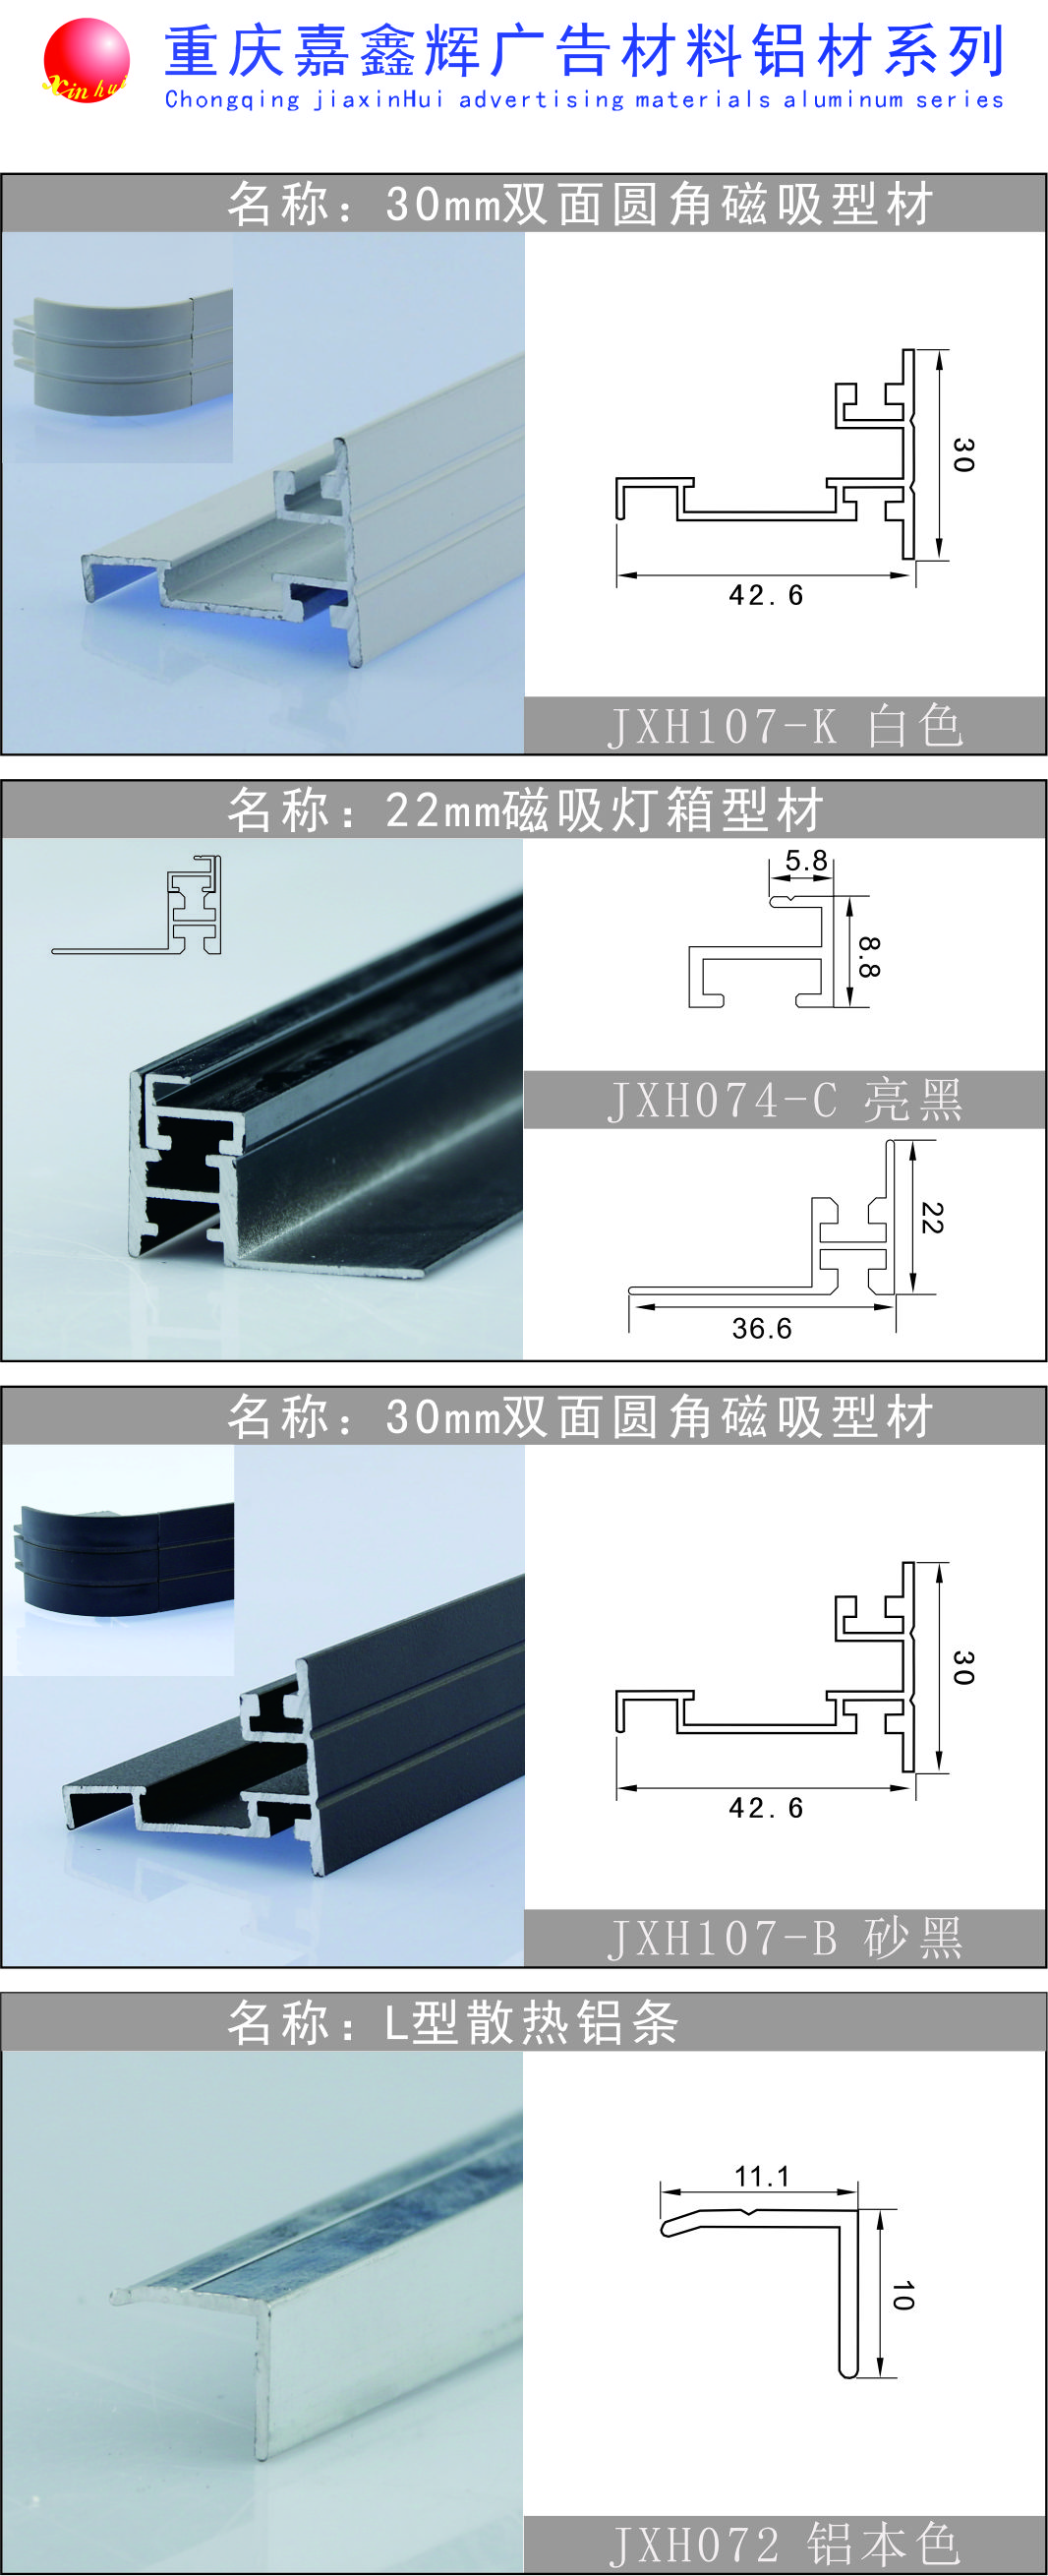 xin hui
重庆嘉鑫辉广告材料铝材系列
Chongqing jiaxinHui advertising materials aluminum series
名称：30mm双面圆角磁吸型材
30
42.6
JXH107-K 白色
名称：22mm磁吸灯箱型材
5.8
8.8
JXH074-C 亮黑
22
36.6
名称：30mm双面圆角磁吸型材
30
42.6
JXH107-B 砂黑
名称：L型散热铝条
11.1
10
JXH072 铝本色